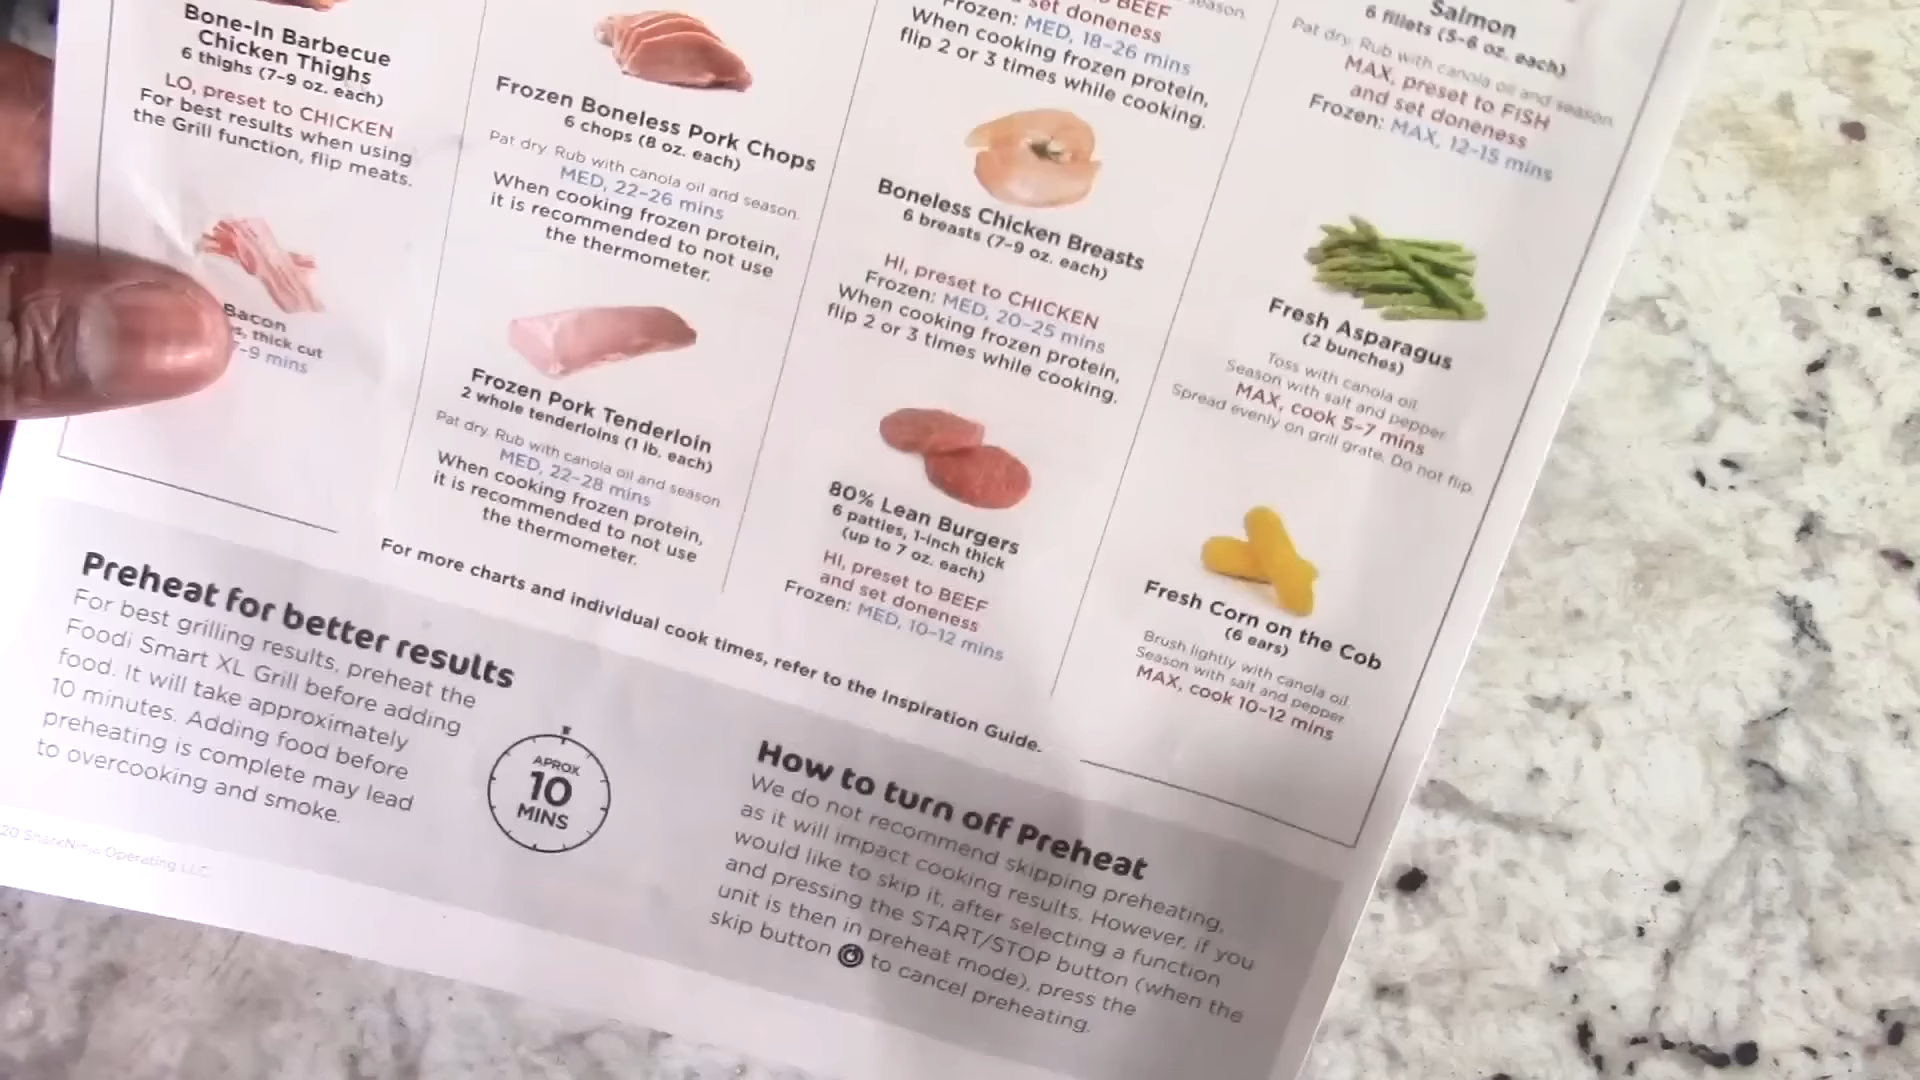 Bone-In Barbecue
Chicken Thighs
6 thighs (7-9 oz. each)
LO, preset to CHICKEN
For best results when using
the Grill function, flip meats.
Bacon
thick cut
-9 mins
Frozen Boneless Pork Chops
6 chops (8 oz. each)
Pat dry. Rub with canola oil and season.
MED, 22-26 mins
When cooking frozen protein,
it is recommended to not use
the thermometer.
Frozen Pork Tenderloin
2 whole tenderloins (1 lb. each)
Pat dry. Rub with canola oil and season
MED, 22-28 mins
When cooking frozen protein,
it is recommended to not use
the thermometer.
BEEF
set doneness
Frozen: MED, 18-26 mins
When cooking frozen protein,
flip 2 or 3 times while cooking.
Boneless Chicken Breasts
6 breasts (7-9 oz. each)
HI, preset to CHICKEN
Frozen: MED, 20-25 mins
When cooking frozen protein,
flip 2 or 3 times while cooking.
80% Lean Burgers
6 patties, 1-inch thick
(up to 7 oz. each)
HI, preset to BEEF
and set doneness
Frozen: MED, 10-12 mins
season.
Salmon
6 fillets (5-6 oz. each)
Pat dry. Rub with canola oil and season.
MAX, preset to FISH
and set doneness
Frozen: MAX, 12-15 mins
Fresh Asparagus
(2 bunches)
Toss with canola oil.
Season with salt and pepper
MAX, cook 5-7 mins
Spread evenly on grill grate. Do not flip.
Fresh Corn on the Cob
(6 ears)
Brush lightly with canola oil.
Season with salt and pepper
MAX, cook 10-12 mins
For more charts and individual cook times, refer to the Inspiration Guide.
Preheat for better results
For best grilling results, preheat the
Foodi Smart XL Grill before adding
food. It will take approximately
10 minutes. Adding food before
preheating is complete may lead
to overcooking and smoke.
APROX
10
MINS
How to turn off Preheat
We do not recommend skipping preheating,
as it will impact cooking results. However, if you
would like to skip it, after selecting a function
and pressing the START/STOP button (when the
unit is then in preheat mode), press the
skip button to cancel preheating.
20 SharkNinja Operating LLC